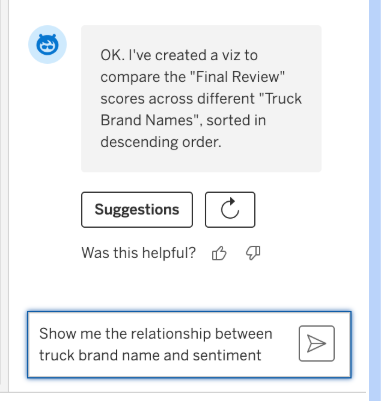 OK. I've created a viz to
compare the "Final Review"
scores across different "Truck
Brand Names", sorted in
descending order.
Suggestions
Was this helpful?
Show me the relationship between
truck brand name and sentiment